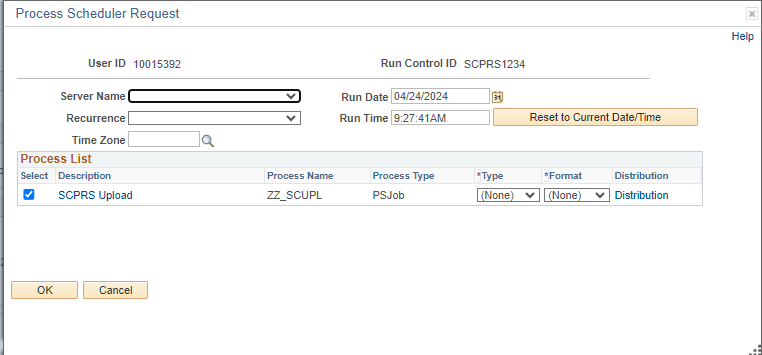 Process Scheduler Request
Help
User ID 10015392 Run Control ID SCPRS1234
Server Name Run Date 04/24/2024 31
Recurrence Run Time 9:27:41AM Reset to Current Date/Time
Time Zone
Process List
Select Description Process Name Process Type *Type *Format Distribution
SCPRS Upload ZZ_SCUPL PSJob (None) (None) Distribution
OK Cancel